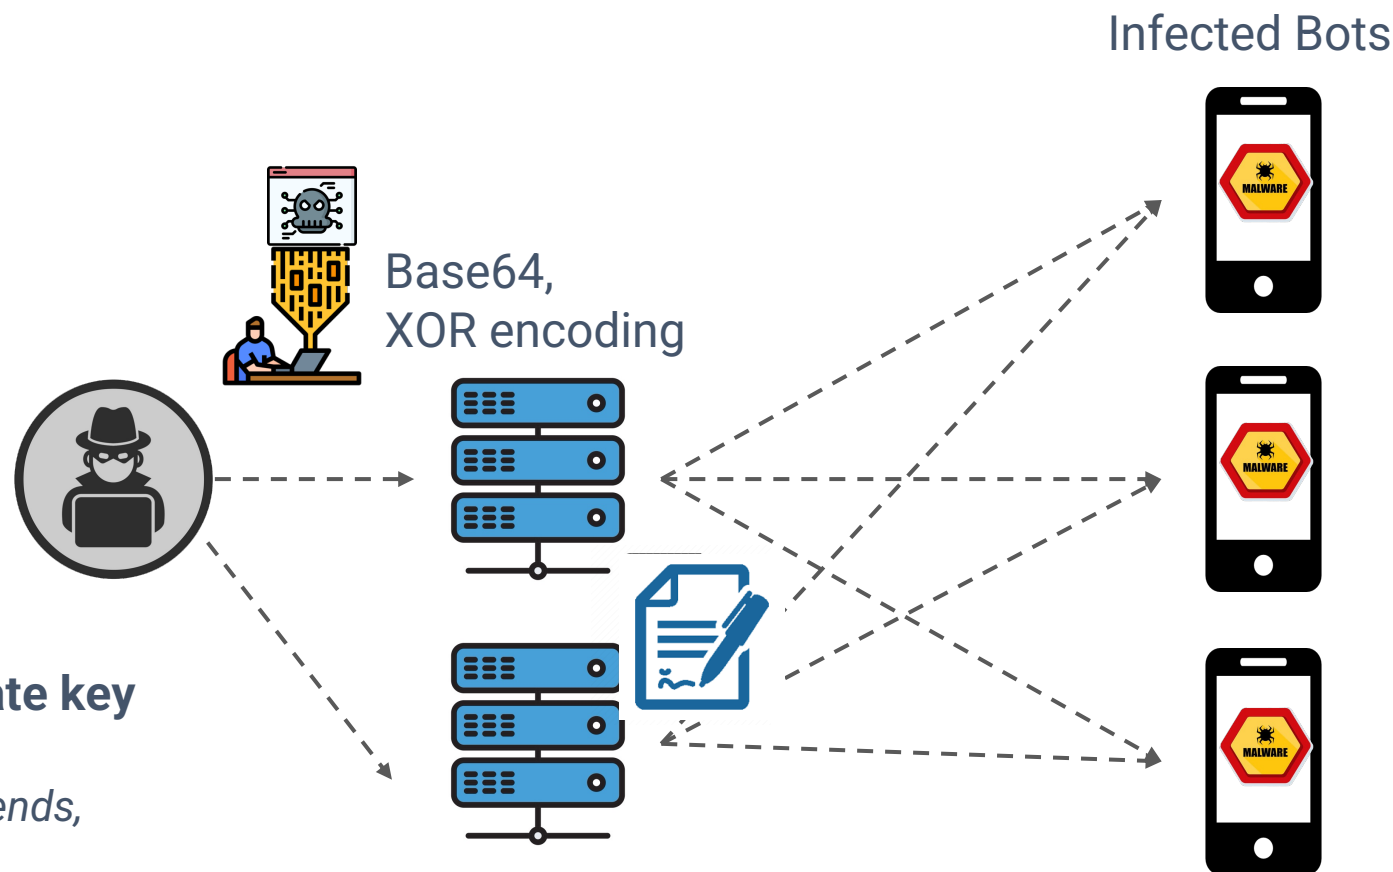 Infected Bots
MALWARE
Base64,
XOR encoding
MALWARE
ate key
ends,
MALWARE